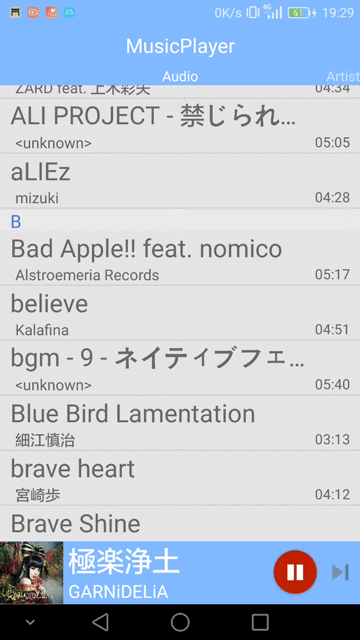 0K/s 4G 61 19:29
MusicPlayer
Audio Artist
ZARD feat. 上木彩矢 04:34
ALI PROJECT - 禁じられ...
<unknown> 05:05
aLIEz
mizuki 04:28
B
Bad Apple!! feat. nomico
Alstroemeria Records 05:17
believe
Kalafina 04:51
bgm - 9 - ネイティブフェ...
<unknown> 05:40
Blue Bird Lamentation
細江慎治 03:13
brave heart
宮崎歩 04:12
Brave Shine
極楽浄土
GARNiDELiA